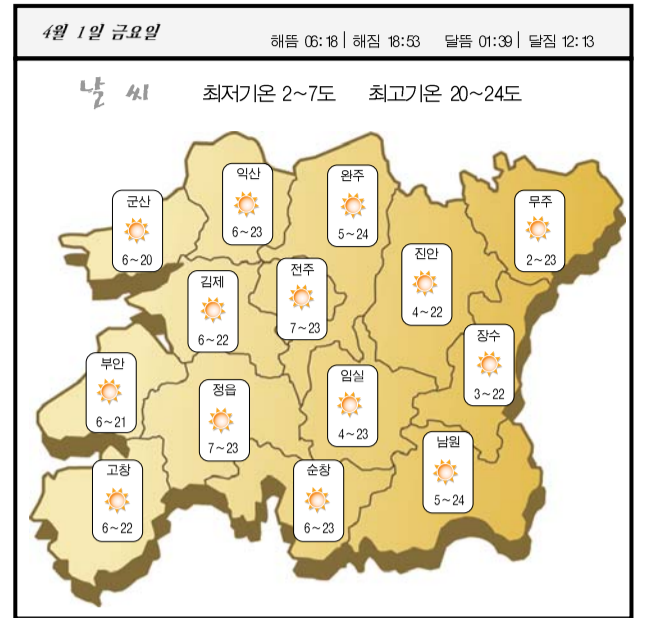 4월 1일 금요일
해뜸 06:18 | 해짐 18:53 달뜸 01:39 | 달짐 12:13
날 씨 최저기온 2~7도 최고기온 20~24도
익산
6~23
완주
5~24
군산
6~20
무주
2~23
진안
4~22
전주
7~23
김제
6~22
장수
3~22
부안
6~21
임실
4~23
정읍
7~23
남원
5~24
고창
6~22
순창
6~23